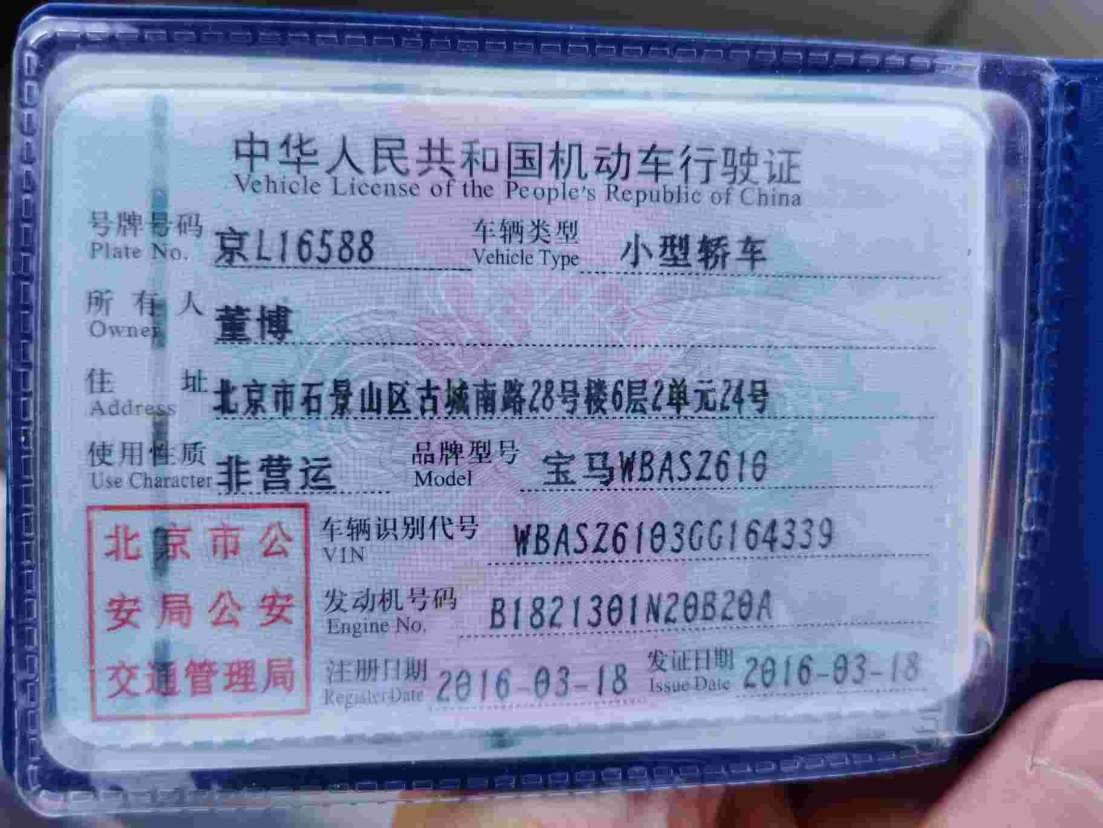 中华人民共和国机动车行驶证
Vehicle License of the People's Republic of China
号牌号码 京L16588 车辆类型 小型轿车
Plate No. Vehicle Type
所有人 董博
Owner
住址 北京市石景山区古城南路28号楼6层2单元24号
Address
使用性质 非营运 品牌型号 宝马WBASZ610
Use Character Model
北京市公 车辆识别代号 WBASZ6103GG164339
VIN
安局公安 发动机号码 B1821301N20B20A
Engine No.
交通管理局 注册日期 2016-03-18 发证日期 2016-03-18
Register Date Issue Date